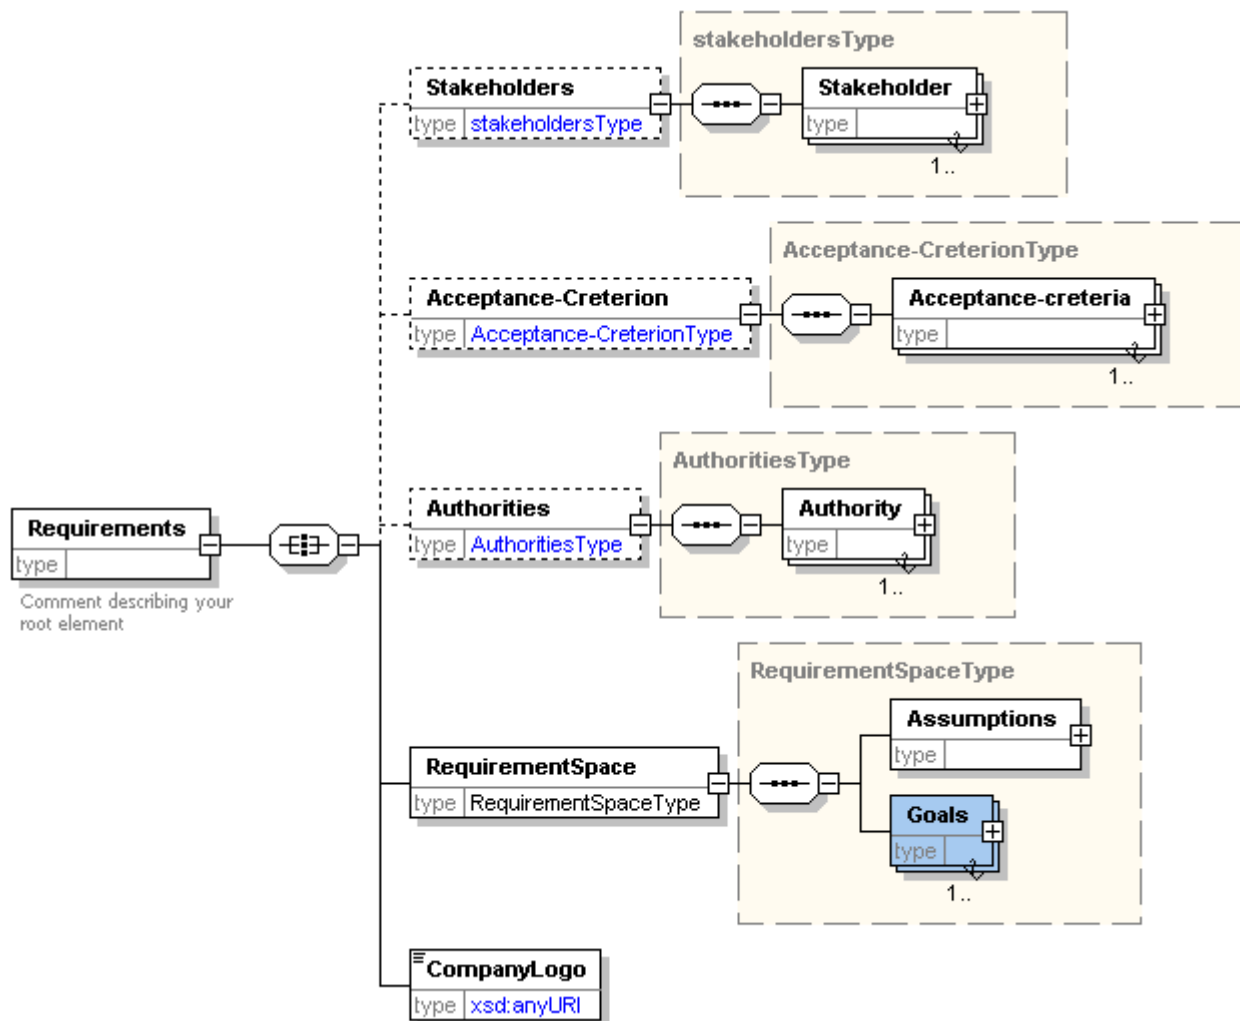 stakeholdersType
Stakeholders
type stakeholdersType
Stakeholder
type
1..
Acceptance-CreterionType
Acceptance-Creterion
type Acceptance-CreterionType
Acceptance-creteria
type
1..
AuthoritiesType
Authorities
type AuthoritiesType
Authority
type
1..
Requirements
type
Comment describing your
root element
RequirementSpaceType
RequirementSpace
type RequirementSpaceType
Assumptions
type
Goals
type
1..
CompanyLogo
type xsd:anyURI